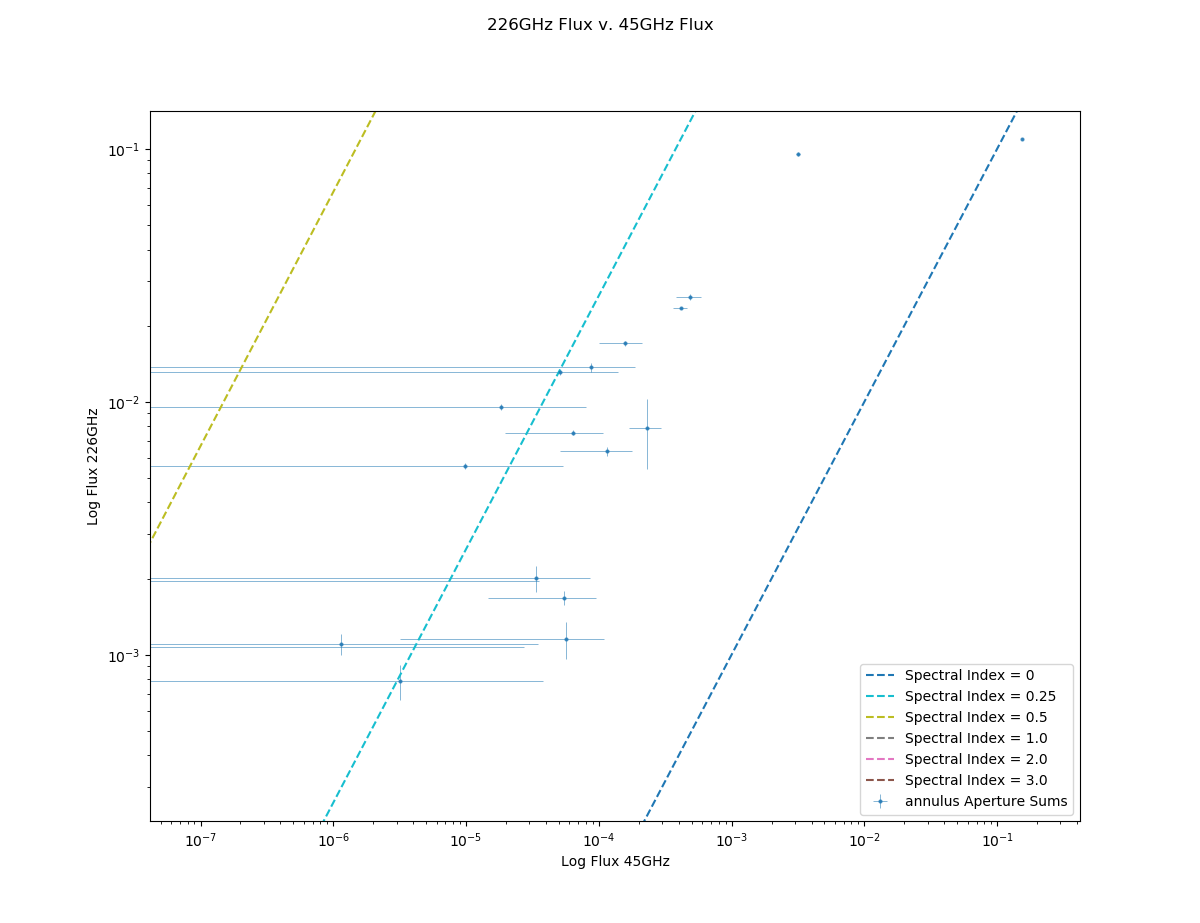 226GHz Flux v. 45GHz Flux
10⁻¹
10⁻²
10⁻³
Log Flux 226GHz
Spectral Index = 0
Spectral Index = 0.25
Spectral Index = 0.5
Spectral Index = 1.0
Spectral Index = 2.0
Spectral Index = 3.0
annulus Aperture Sums
10⁻⁷ 10⁻⁶ 10⁻⁵ 10⁻⁴ 10⁻³ 10⁻² 10⁻¹
Log Flux 45GHz